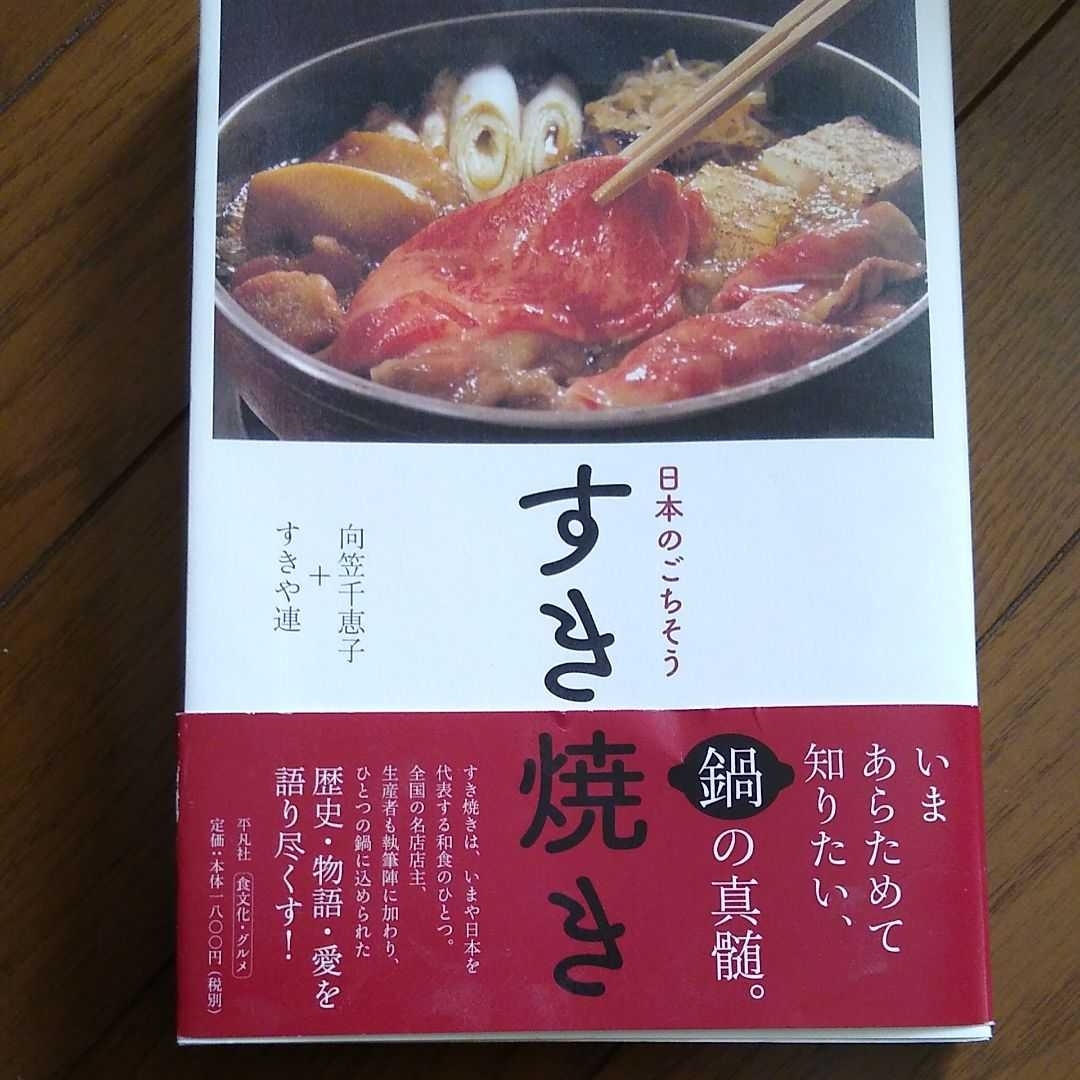 日本のごちそう
すき焼き
向笠千恵子
+
すきや連
いま
あらためて
知りたい、
鍋の真髄。
すき焼きは、いまや日本を
代表する和食のひとつ。
全国の名店店主、
生産者も執筆陣に加わり、
ひとつの鍋に込められた
歴史・物語・愛を
語り尽くす!
平凡社 食文化・グルメ
定価:本体一八〇〇円(税別)